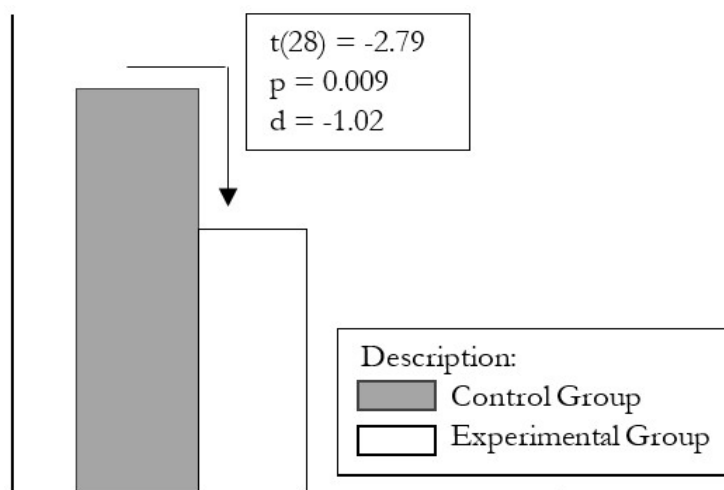 t(28) = -2.79
p = 0.009
d = -1.02
Description:
Control Group
Experimental Group